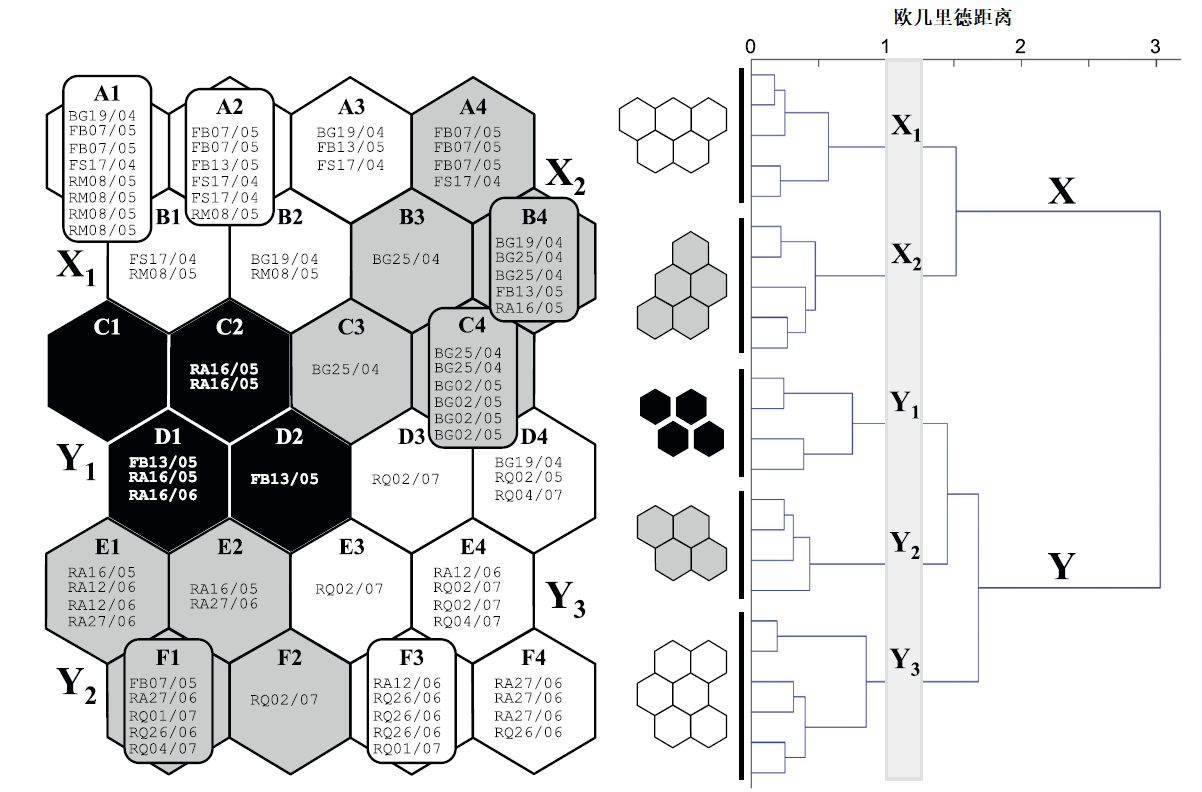 欧几里德距离
0 1 2 3
A1
BG19/04
FB07/05
FB07/05
FS17/04
RM08/05
RM08/05
RM08/05
RM08/05
A2
FB07/05
FB07/05
FB13/05
FS17/04
FS17/04
RM08/05
A3
BG19/04
FB13/05
FS17/04
A4
FB07/05
FB07/05
FB07/05
FS17/04
X2
B1
FS17/04
RM08/05
B2
BG19/04
RM08/05
B3
BG25/04
B4
BG19/04
BG25/04
BG25/04
FB13/05
RA16/05
X1
C1
C2
RA16/05
RA16/05
C3
BG25/04
C4
BG25/04
BG25/04
BG02/05
BG02/05
BG02/05
BG02/05
Y1
D1
FB13/05
RA16/05
RA16/06
D2
FB13/05
D3
RQ02/07
D4
BG19/04
RQ02/05
RQ04/07
E1
RA16/05
RA12/06
RA12/06
RA27/06
E2
RA16/05
RA27/06
E3
RQ02/07
E4
RA12/06
RQ02/07
RQ02/07
RQ04/07
Y3
Y2
F1
FB07/05
RA27/06
RQ01/07
RQ26/06
RQ04/07
F2
RQ02/07
F3
RA12/06
RQ26/06
RQ26/06
RQ26/06
RQ01/07
F4
RA27/06
RA27/06
RA27/06
RQ26/06
X1
X
X2
Y1
Y2
Y
Y3